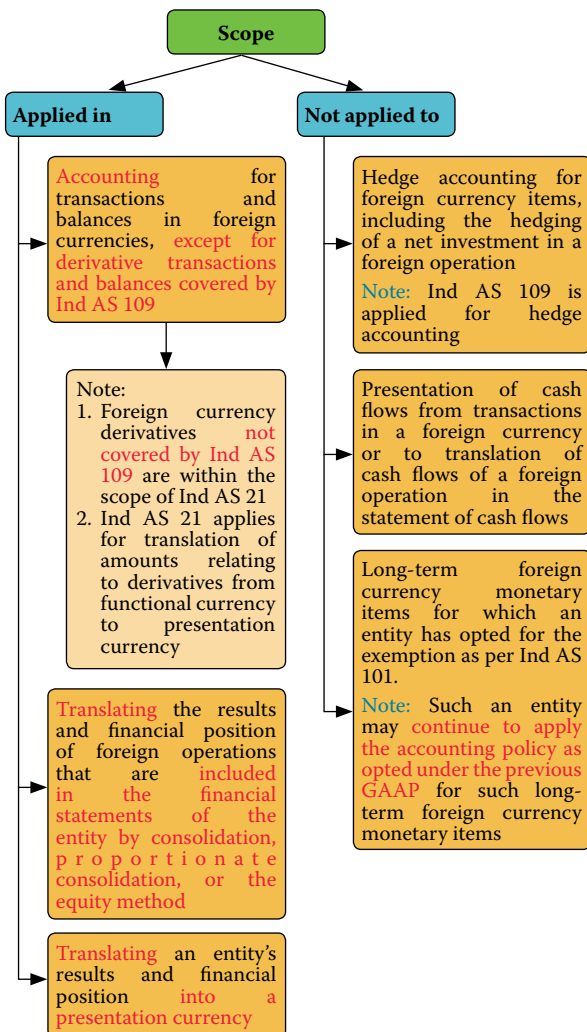 Scope
Applied in
Accounting for
transactions and
balances in foreign
currencies, except for
derivative transactions
and balances covered by
Ind AS 109
Note:
1. Foreign currency
derivatives not
covered by Ind AS
109 are within the
scope of Ind AS 21
2. Ind AS 21 applies
for translation of
amounts relating
to derivatives from
functional currency
to presentation
currency
Translating the results
and financial position
of foreign operations
that are included
in the financial
statements of the
entity by consolidation,
proportionate
consolidation, or the
equity method
Translating an entity's
results and financial
position into a
presentation currency
Not applied to
Hedge accounting for
foreign currency items,
including the hedging
of a net investment in a
foreign operation
Note: Ind AS 109 is
applied for hedge
accounting
Presentation of cash
flows from transactions
in a foreign currency
or to translation of
cash flows of a foreign
operation in the
statement of cash flows
Long-term foreign
currency monetary
items for which an
entity has opted for the
exemption as per Ind AS
101.
Note: Such an entity
may continue to apply
the accounting policy as
opted under the previous
GAAP for such long-
term foreign currency
monetary items